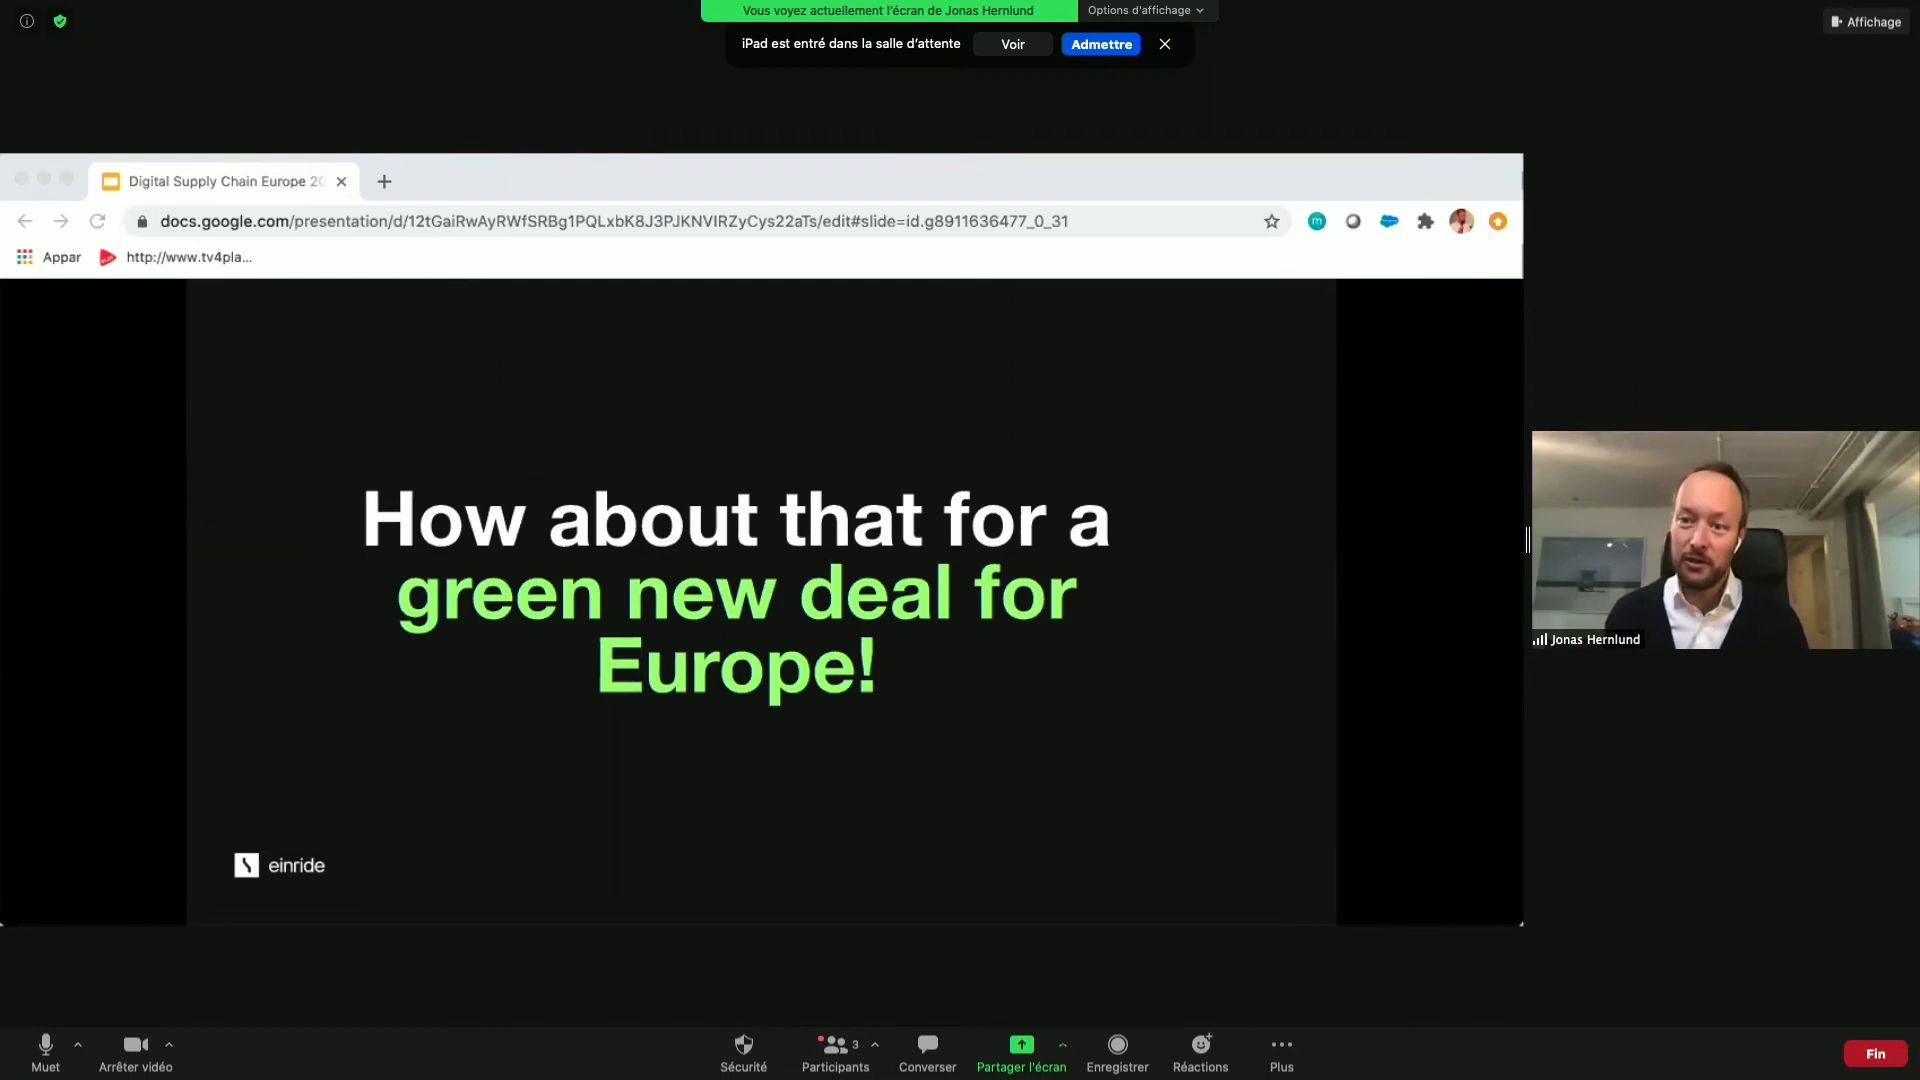 Vous voyez actuellement l'écran de Jonas Hernlund
Options d'affichage
Affichage
iPad est entré dans la salle d'attente
Voir
Admettre
Digital Supply Chain Europe 20
docs.google.com/presentation/d/12tGaiRwAyRWfSRBg1PQLxbK8J3PJKNVIRZyCys22aTs/edit#slide=id.g8911636477_0_31
Appar
http://www.tv4pla...
How about that for a
green new deal for
Europe!
einride
Jonas Hernlund
Muet
Arrêter vidéo
Sécurité
3
Participants
Converser
Partager l'écran
Enregistrer
Réactions
Plus
Fin